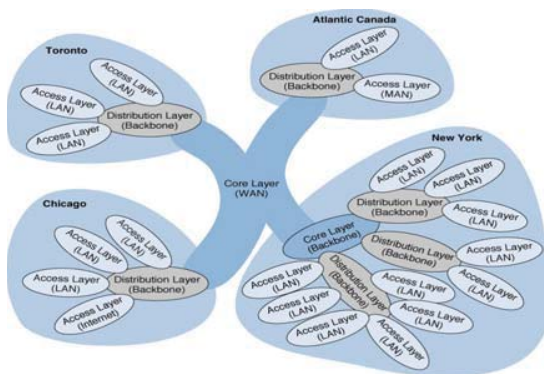 Toronto
Access Layer
(LAN)
Access Layer
(LAN)
Access Layer
(LAN)
Distribution Layer
(Backbone)
Atlantic Canada
Access Layer
(LAN)
Distribution Layer
(Backbone)
Access Layer
(MAN)
Core Layer
(WAN)
Chicago
Access Layer
(LAN)
Access Layer
(LAN)
Access Layer
(LAN)
Distribution Layer
(Backbone)
Access Layer
(Internet)
New York
Access Layer
(LAN)
Access Layer
(LAN)
Distribution Layer
(Backbone)
Access Layer
(LAN)
Core Layer
(Backbone)
Distribution Layer
(Backbone)
Access Layer
(LAN)
Access Layer
(LAN)
Distribution Layer
(Backbone)
Access Layer
(LAN)
Access Layer
(LAN)
Access Layer
(LAN)
Access Layer
(LAN)
Access Layer
(LAN)
Access Layer
(LAN)